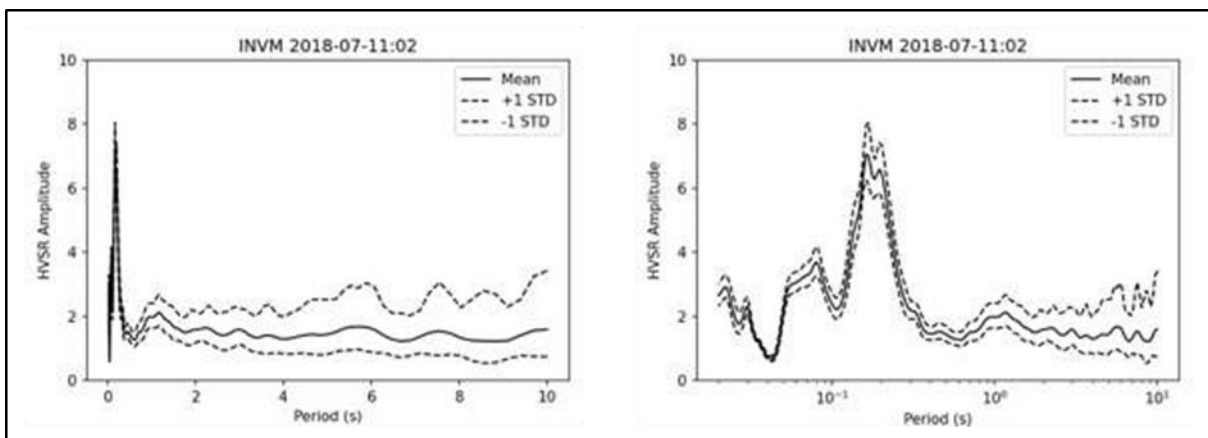 INVM 2018-07-11:02
10
8
6
4
2
0
HVSR Amplitude
Mean
+1 STD
-1 STD
0 2 4 6 8 10
Period (s)
INVM 2018-07-11:02
10
8
6
4
2
0
HVSR Amplitude
Mean
+1 STD
-1 STD
10⁻¹ 10⁰ 10¹
Period (s)